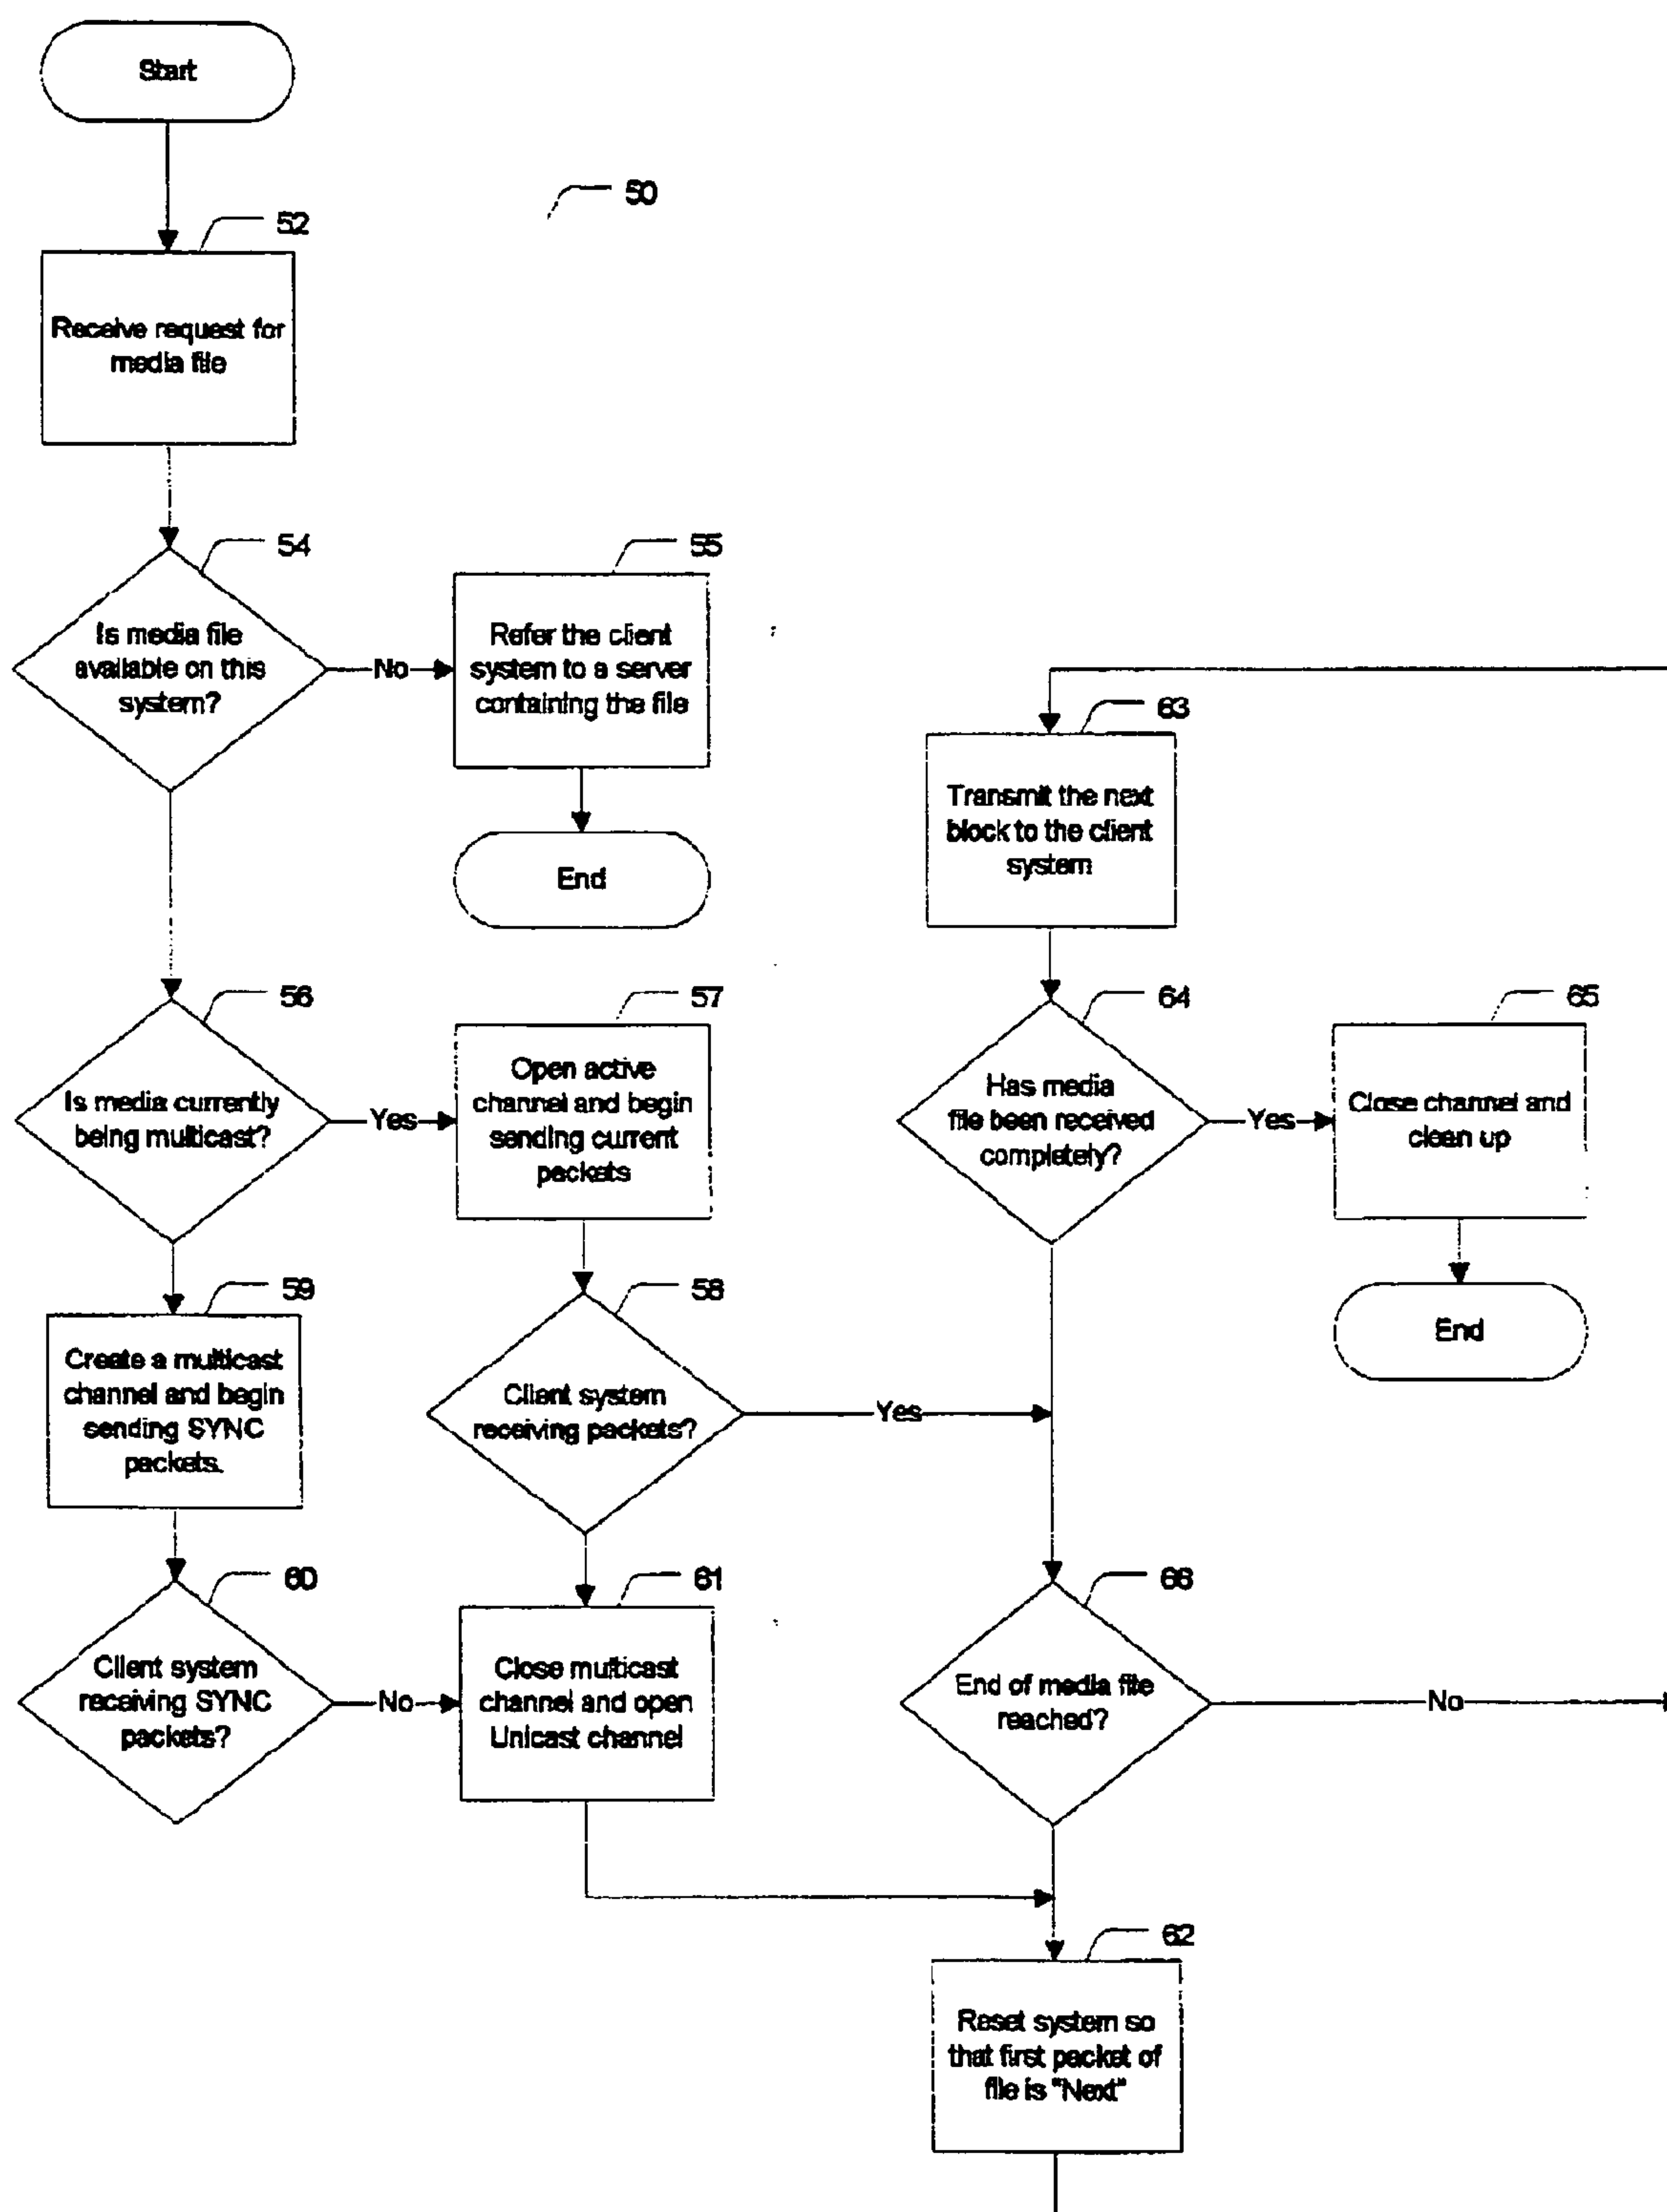 Start
50
52
Receive request for
media file
54
Is media file
available on this
system?
No
55
Refer the client
system to a server
containing the file
End
63
Transmit the next
block to the client
system
56
Is media currently
being multicast?
Yes
57
Open active
channel and begin
sending current
packets
64
Has media
file been received
completely?
Yes
65
Close channel and
clean up
End
59
Create a multicast
channel and begin
sending SYNC
packets.
58
Client system
receiving packets?
Yes
60
Client system
receiving SYNC
packets?
No
61
Close multicast
channel and open
Unicast channel
66
End of media file
reached?
No
62
Reset system so
that first packet of
file is "Next"